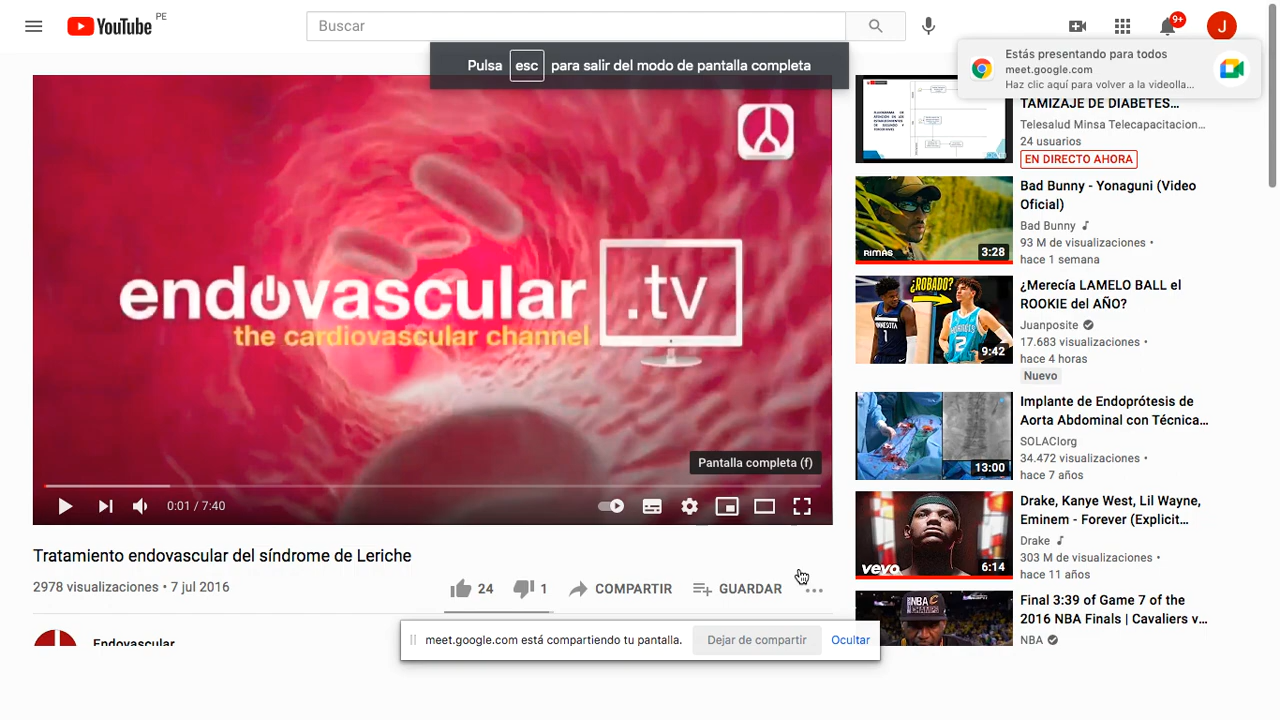 YouTube PE
Buscar
9+
J
Pulsa esc para salir del modo de pantalla completa
Estás presentando para todos
meet.google.com
Haz clic aquí para volver a la videolla...
endovascular .tv
the cardiovascular channel
Pantalla completa (f)
0:01 / 7:40
Tratamiento endovascular del síndrome de Leriche
2978 visualizaciones • 7 jul 2016
24
1
COMPARTIR
GUARDAR
Endovascular
meet.google.com está compartiendo tu pantalla.
Dejar de compartir
Ocultar
TAMIZAJE DE DIABETES...
Telesalud Minsa Telecapacitacion...
24 usuarios
EN DIRECTO AHORA
RIMAS
3:28
Bad Bunny - Yonaguni (Video
Oficial)
Bad Bunny
93 M de visualizaciones •
hace 1 semana
¿ROBADO?
MINNESOTA
1
HORNETS
2
9:42
¿Merecía LAMELO BALL el
ROOKIE del AÑO?
Juanposite
17.683 visualizaciones •
hace 4 horas
Nuevo
13:00
Implante de Endoprótesis de
Aorta Abdominal con Técnica...
SOLACIorg
34.472 visualizaciones •
hace 7 años
vevo
6:14
Drake, Kanye West, Lil Wayne,
Eminem - Forever (Explicit...
Drake
303 M de visualizaciones •
hace 11 años
NBA CHAMPIONS
Final 3:39 of Game 7 of the
2016 NBA Finals | Cavaliers v...
NBA